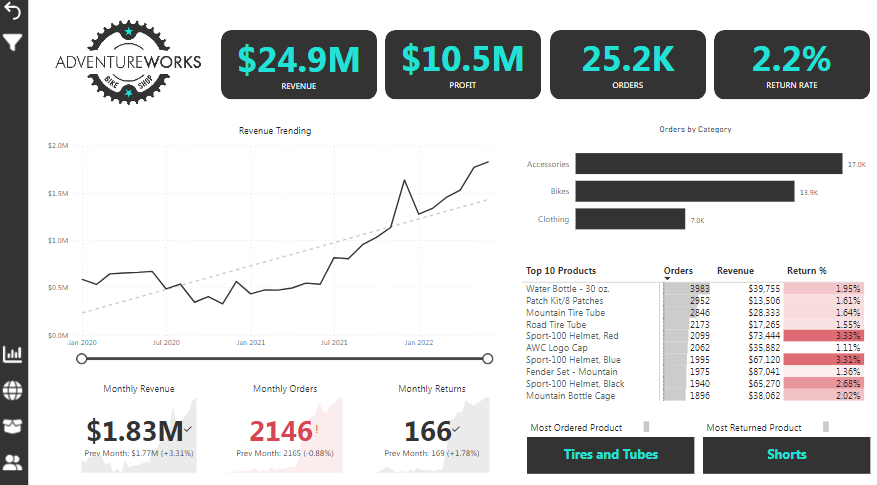 ADVENTUREWORKS
BIKE SHOP
$24.9M
REVENUE
$10.5M
PROFIT
25.2K
ORDERS
2.2%
RETURN RATE
Revenue Trending
$2.0M
$1.5M
$1.0M
$0.5M
$0.0M
Jan 2020 Jul 2020 Jan 2021 Jul 2021 Jan 2022
Orders by Category
Accessories 17.0K
Bikes 13.9K
Clothing 7.0K
Top 10 Products Orders Revenue Return %
Water Bottle - 30 oz. 3983 $39,755 1.95%
Patch Kit/8 Patches 2952 $13,506 1.61%
Mountain Tire Tube 2846 $28,333 1.64%
Road Tire Tube 2173 $17,265 1.55%
Sport-100 Helmet, Red 2099 $73,444 3.33%
AWC Logo Cap 2062 $35,882 1.11%
Sport-100 Helmet, Blue 1995 $67,120 3.31%
Fender Set - Mountain 1975 $87,041 1.36%
Sport-100 Helmet, Black 1940 $65,270 2.68%
Mountain Bottle Cage 1896 $38,062 2.02%
Monthly Revenue
$1.83M
Prev Month: $1.77M (+3.31%)
Monthly Orders
2146!
Prev Month: 2165 (-0.88%)
Monthly Returns
166
Prev Month: 169 (+1.78%)
Most Ordered Product
Tires and Tubes
Most Returned Product
Shorts